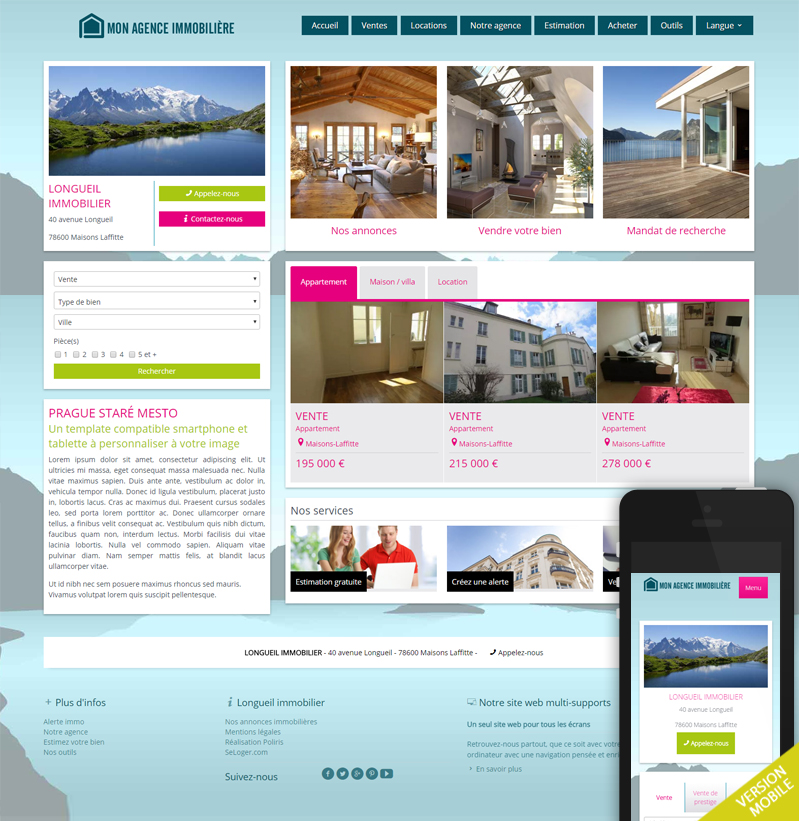 MON AGENCE IMMOBILIÈRE
Accueil
Ventes
Locations
Notre agence
Estimation
Acheter
Outils
Langue
LONGUEIL
IMMOBILIER
40 avenue Longueil
78600 Maisons Laffitte
Appelez-nous
Contactez-nous
Nos annonces
Vendre votre bien
Mandat de recherche
Vente
Type de bien
Ville
Pièce(s)
1 2 3 4 5 et +
Rechercher
Appartement
Maison / villa
Location
VENTE
Appartement
Maisons-Laffitte
195 000 €
VENTE
Appartement
Maisons-Laffitte
215 000 €
VENTE
Appartement
Maisons-Laffitte
278 000 €
PRAGUE STARÉ MESTO
Un template compatible smartphone et
tablette à personnaliser à votre image
Lorem ipsum dolor sit amet, consectetur adipiscing elit. Ut
ultricies mi massa, eget consequat massa malesuada nec. Nulla
vitae maximus sapien. Duis ante ante, vestibulum ac dolor in,
vehicula tempor nulla. Donec id ligula vestibulum, placerat justo
in, lobortis lacus. Cras ac maximus dui. Praesent cursus sodales
leo, sed porta lorem porttitor ac. Donec ullamcorper ornare
tellus, a finibus velit consequat ac. Vestibulum quis nibh dictum,
faucibus quam non, interdum lectus. Morbi facilisis dui vitae
lacinia lobortis. Nulla vel commodo sapien. Aliquam vitae
pulvinar diam. Nam semper mattis felis, at blandit lacus
ullamcorper vitae.
Ut id nibh nec sem posuere maximus rhoncus sed mauris.
Vivamus volutpat lorem quis suscipit pellentesque.
Nos services
Estimation gratuite
Créez une alerte
Ve
LONGUEIL IMMOBILIER - 40 avenue Longueil - 78600 Maisons Laffitte - Appelez-nous
Plus d'infos
Alerte immo
Notre agence
Estimez votre bien
Nos outils
Longueil immobilier
Nos annonces immobilières
Mentions légales
Réalisation Poliris
SeLoger.com
Suivez-nous
Notre site web multi-supports
Un seul site web pour tous les écrans
Retrouvez-nous partout, que ce soit avec votre
ordinateur avec une navigation pensée et enri
En savoir plus
MON AGENCE IMMOBILIÈRE
Menu
LONGUEIL IMMOBILIER
40 avenue Longueil
78600 Maisons Laffitte
Appelez-nous
Vente
Vente de
prestige
VERSION
MOBILE